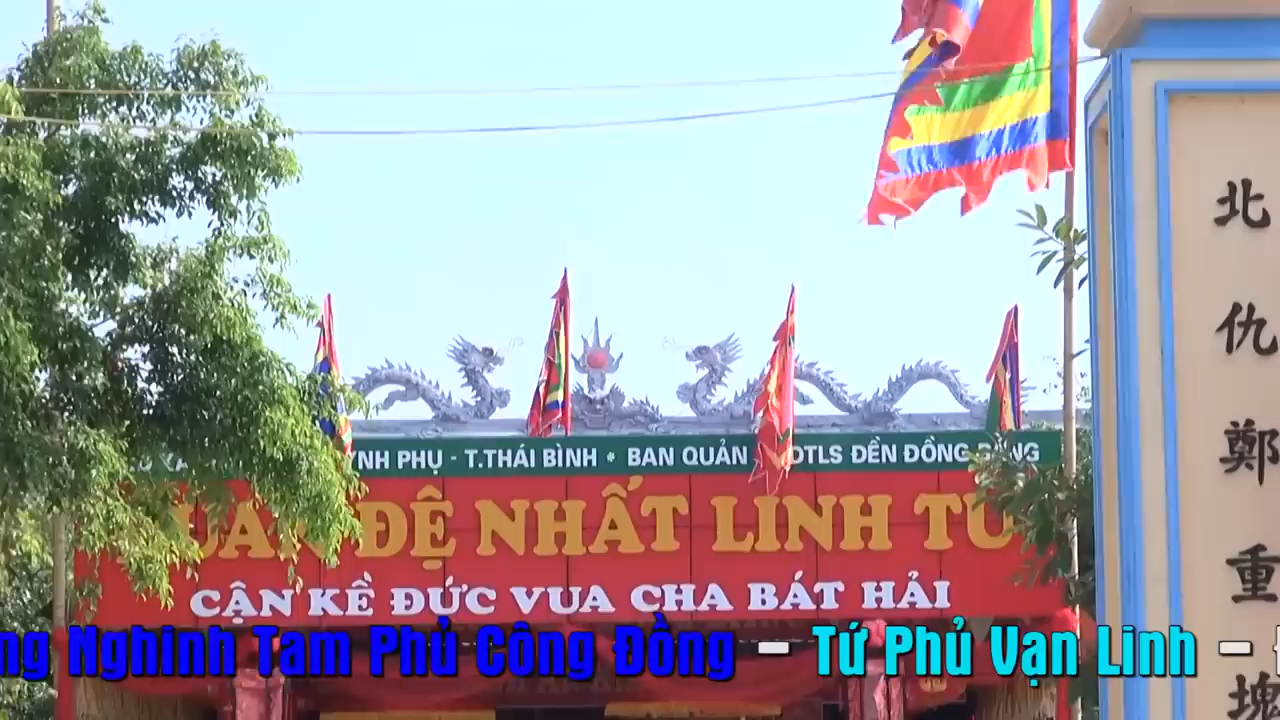 YNH PHỤ - T.THÁI BÌNH * BAN QUẢN ĐỀN ĐỒNG
ĐỆ NHẤT LINH TỪ
CẬN KỀ ĐỨC VUA CHA BÁT HẢI
Nghinh Tam Phủ Công Đồng - Tứ Phủ Vạn Linh -
北仇鄭重塊